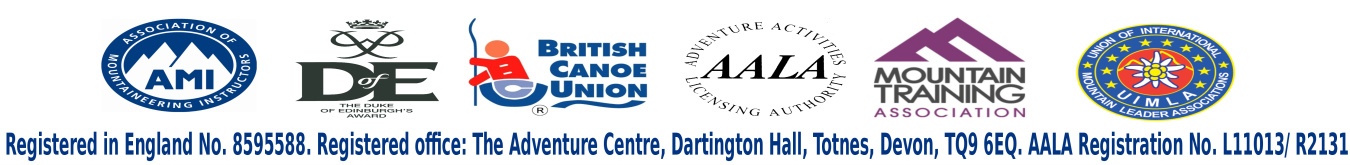 ASSOCIATION OF
AMI
MOUNTAINEERING INSTRUCTORS
DofE
THE DUKE
OF EDINBURGH'S
AWARD
BRITISH
CANOE
UNION
®
ADVENTURE ACTIVITIES
AALA
LICENSING AUTHORITY
MOUNTAIN
TRAINING
ASSOCIATION
UNION OF INTERNATIONAL
UIMLA
MOUNTAIN LEADER ASSOCIATIONS
Registered in England No. 8595588. Registered office: The Adventure Centre, Dartington Hall, Totnes, Devon, TQ9 6EQ. AALA Registration No. L11013/ R2131